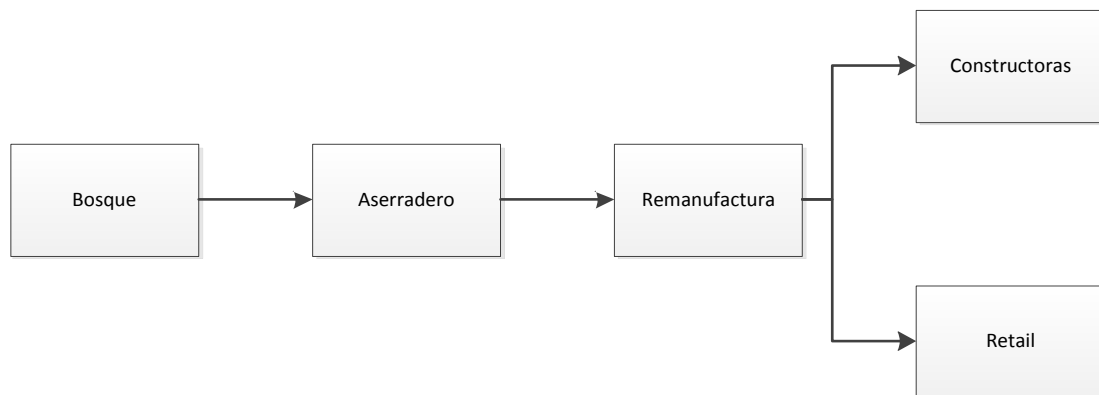 Constructoras
Bosque
Aserradero
Remanufactura
Retail